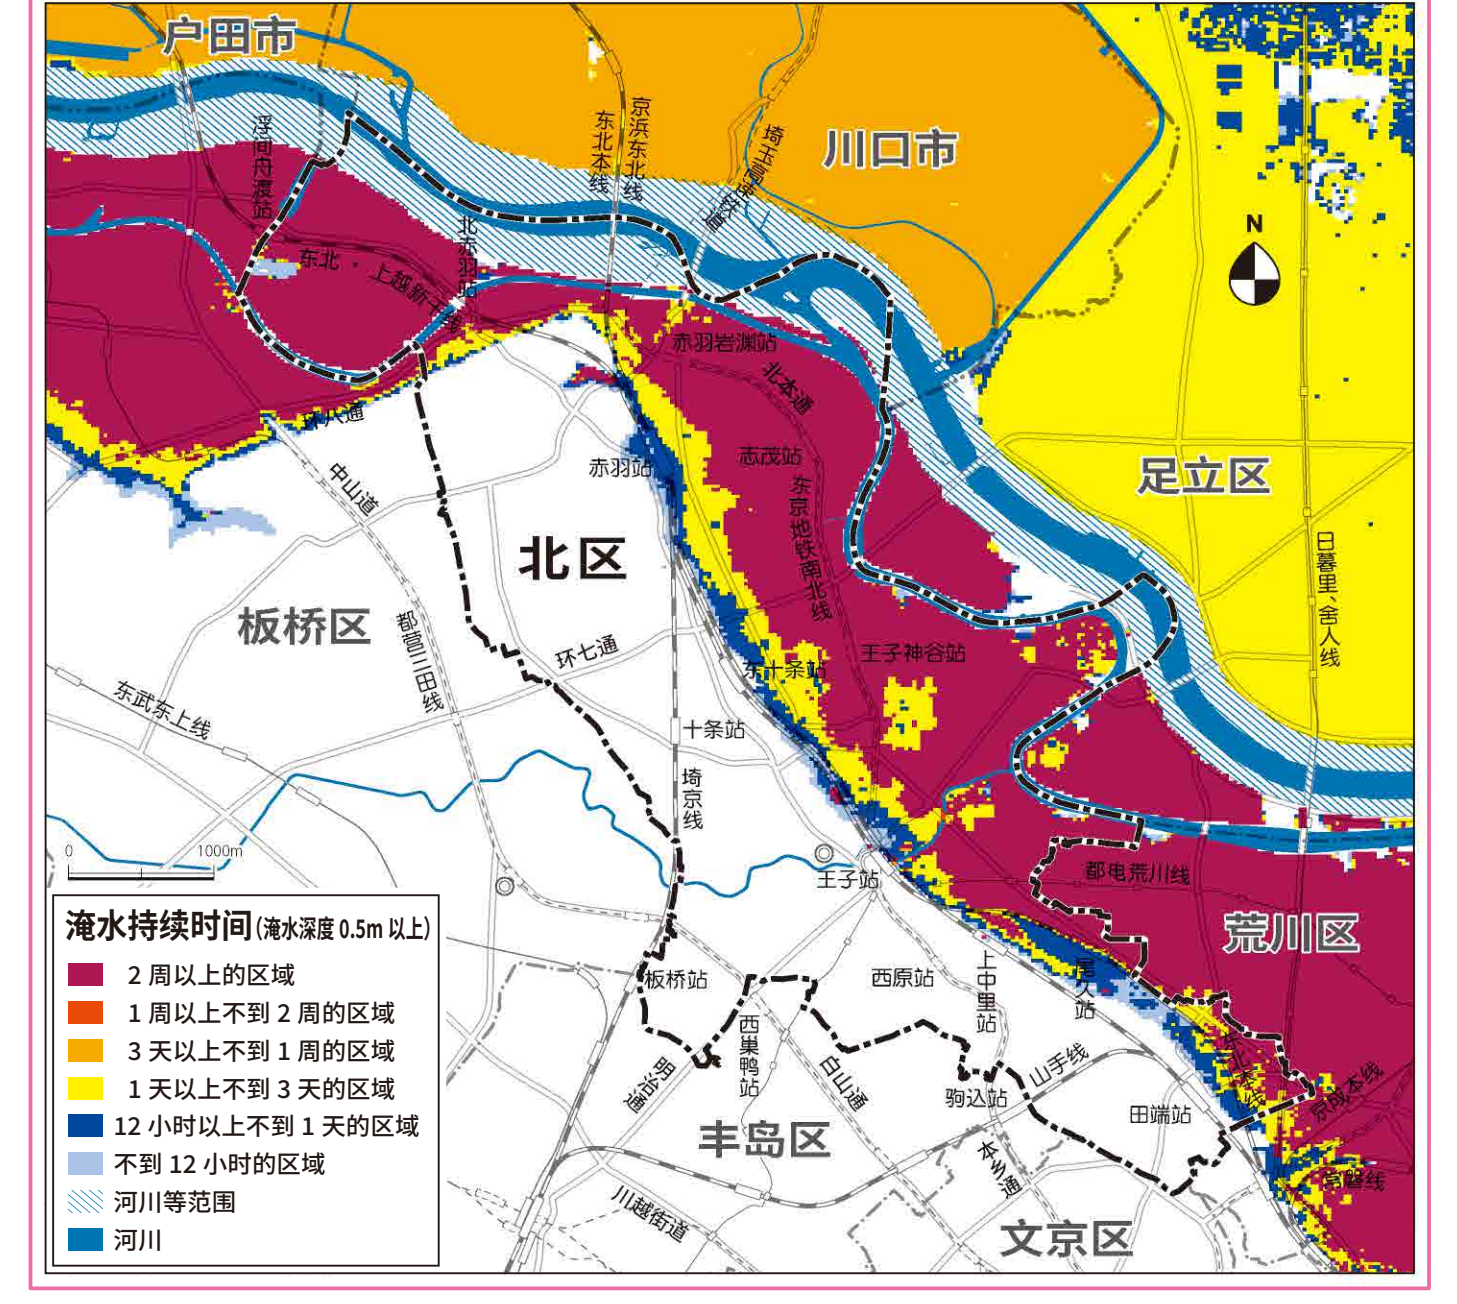 户田市
川口市
足立区
北区
板桥区
荒川区
丰岛区
文京区
浮间舟渡站
东北本线
京浜东北线
北赤羽站
东北・上越新干线
赤羽岩渊站
北本通
志茂站
东京地铁南北线
赤羽站
环八通
中山道
都营三田线
环七通
东十条站
王子神谷站
十条站
埼京线
东武东上线
日暮里、舍人线
N
王子站
都电荒川线
板桥站
西原站
上中里站
尾久站
西巢鸭站
明治通
白山通
驹込站
山手线
田端站
东北本线
京成本线
常磐线
本乡通
川越街道
0 1000m
淹水持续时间(淹水深度 0.5m 以上)
2 周以上的区域
1 周以上不到 2 周的区域
3 天以上不到 1 周的区域
1 天以上不到 3 天的区域
12 小时以上不到 1 天的区域
不到 12 小时的区域
河川等范围
河川